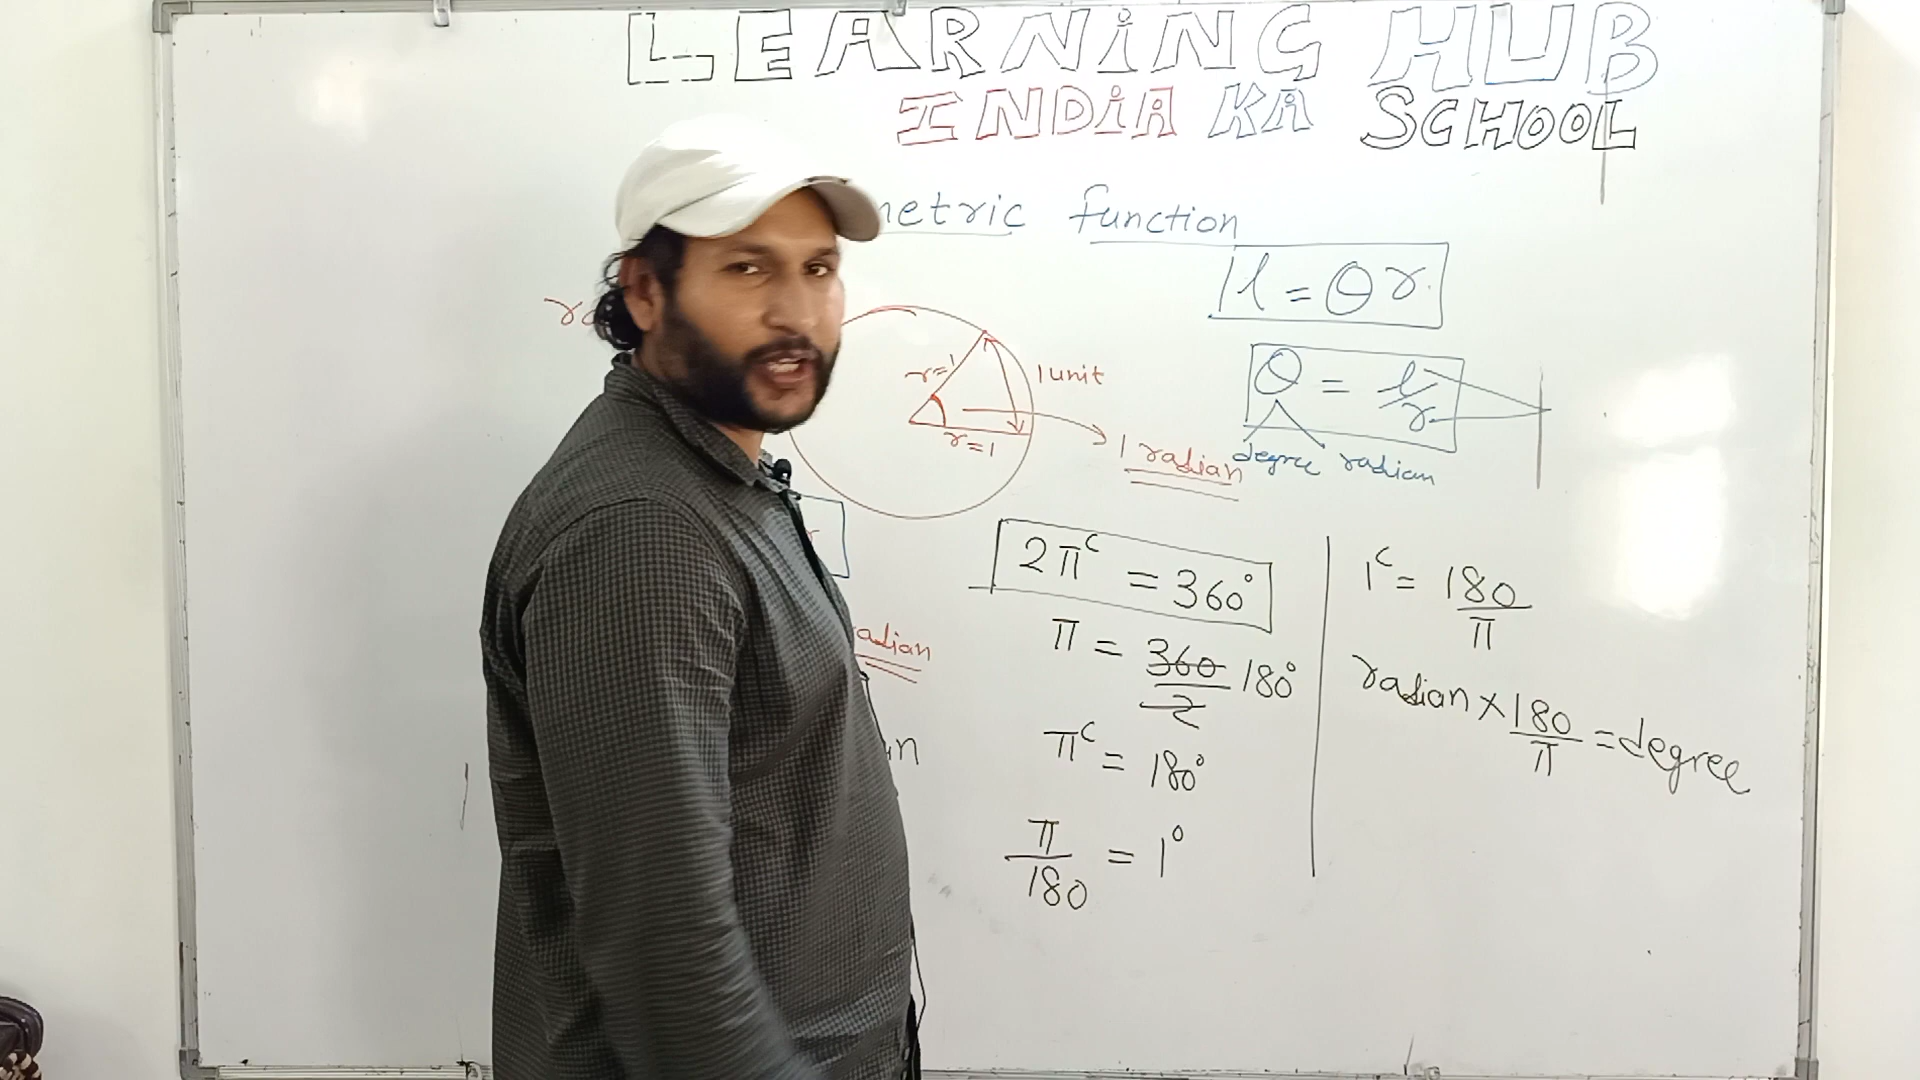 LEARNING HUB
INDIA KA SCHOOL
metric function
l = θr
r=1
1 unit
r=1
1 radian
θ = l/r
degree radian
2π^c = 360°
π = 360/2 180°
π^c = 180°
π/180 = 1°
1^c = 180/π
radian × 180/π = degree
adian